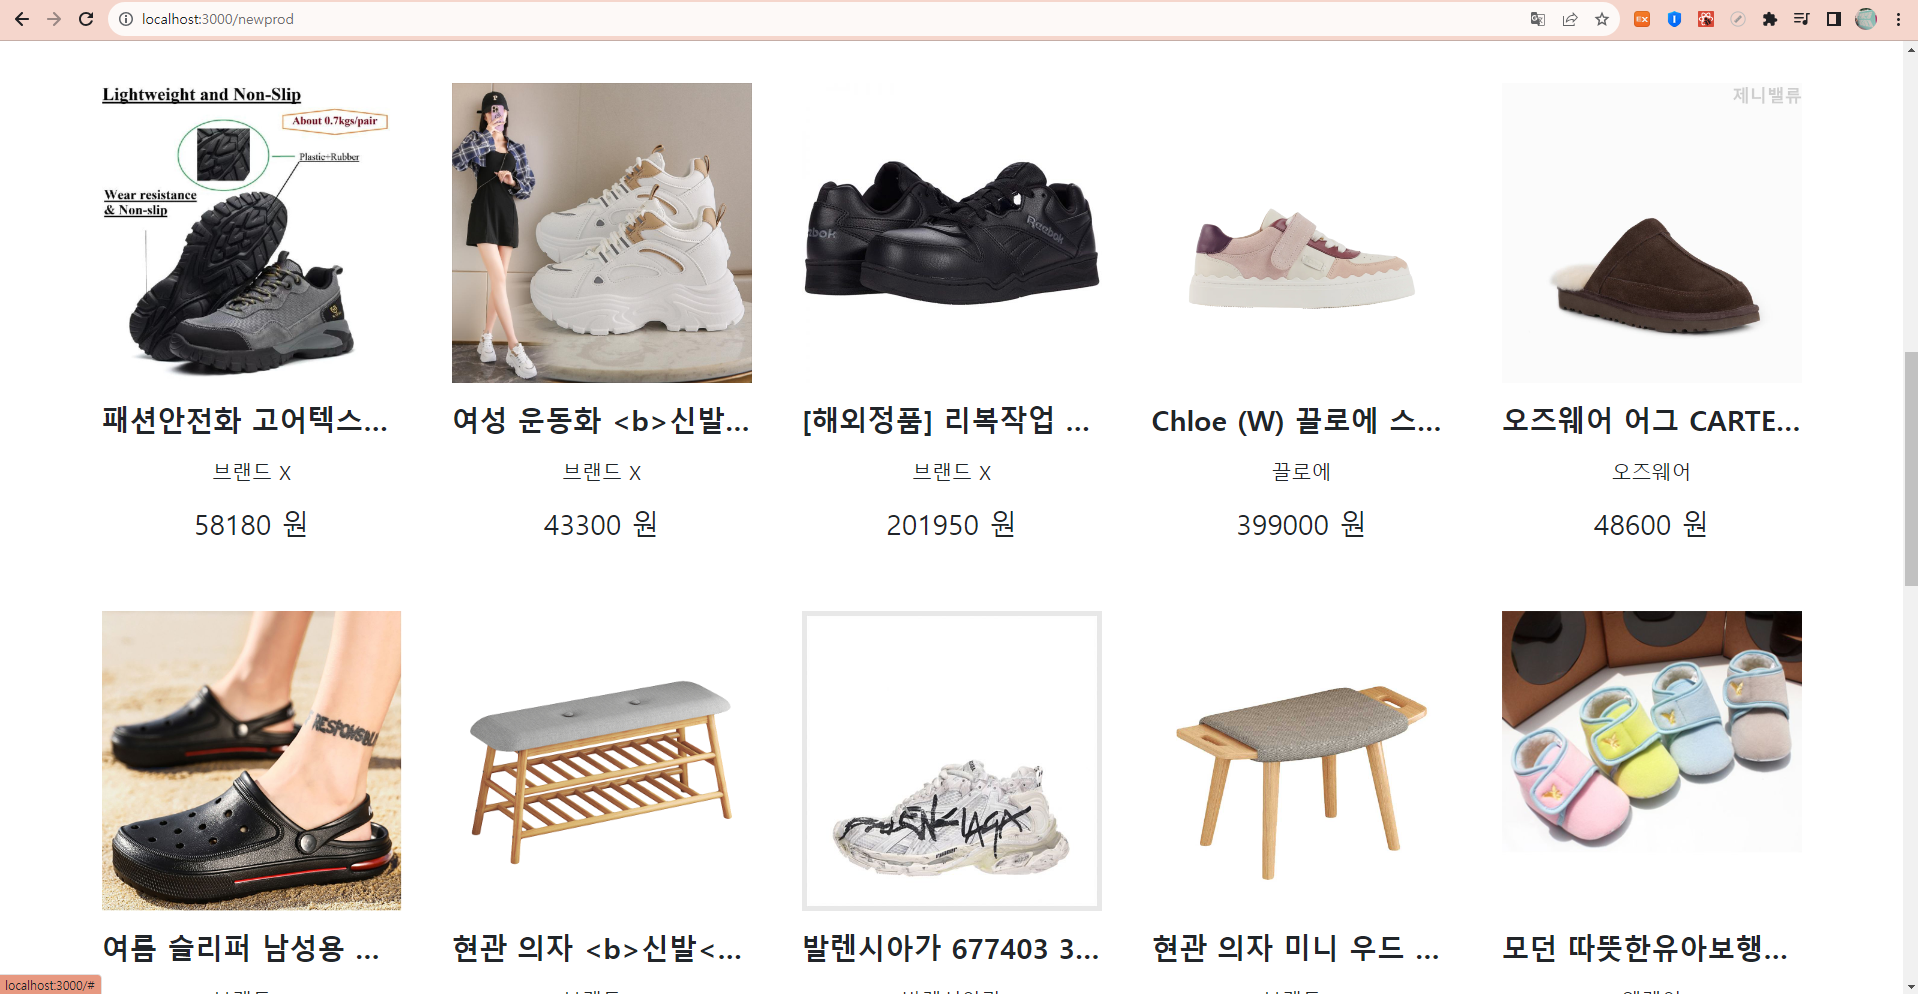 localhost:3000/newprod
Lightweight and Non-Slip
About 0.7kgs/pair
Plastic+Rubber
Wear resistance
& Non-slip
Reebok
제니밸류
패션안전화 고어텍스...
여성 운동화 <b>신발...
[해외정품] 리복작업 ...
Chloe (W) 끌로에 스...
오즈웨어 어그 CARTE...
브랜드 X
브랜드 X
브랜드 X
끌로에
오즈웨어
58180 원
43300 원
201950 원
399000 원
48600 원
여름 슬리퍼 남성용 ...
현관 의자 <b>신발<...
발렌시아가 677403 3...
현관 의자 미니 우드 ...
모던 따뜻한유아보행...
localhost:3000/#